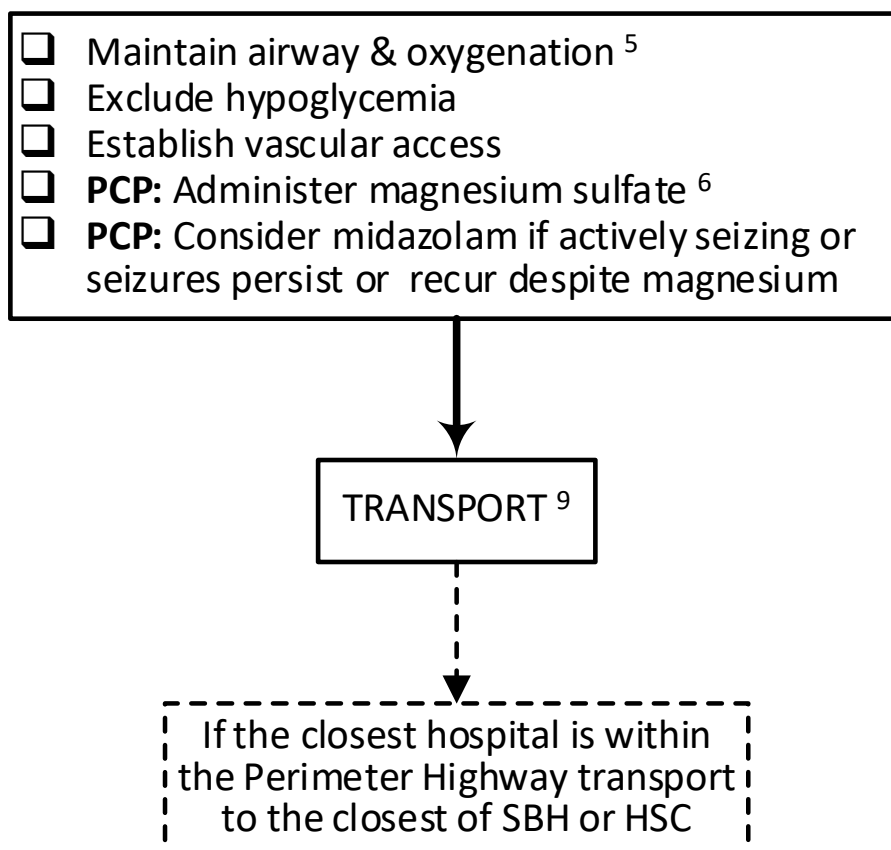 ❑ Maintain airway & oxygenation ⁵
❑ Exclude hypoglycemia
❑ Establish vascular access
❑ PCP: Administer magnesium sulfate ⁶
❑ PCP: Consider midazolam if actively seizing or
seizures persist or recur despite magnesium
TRANSPORT ⁹
If the closest hospital is within
the Perimeter Highway transport
to the closest of SBH or HSC